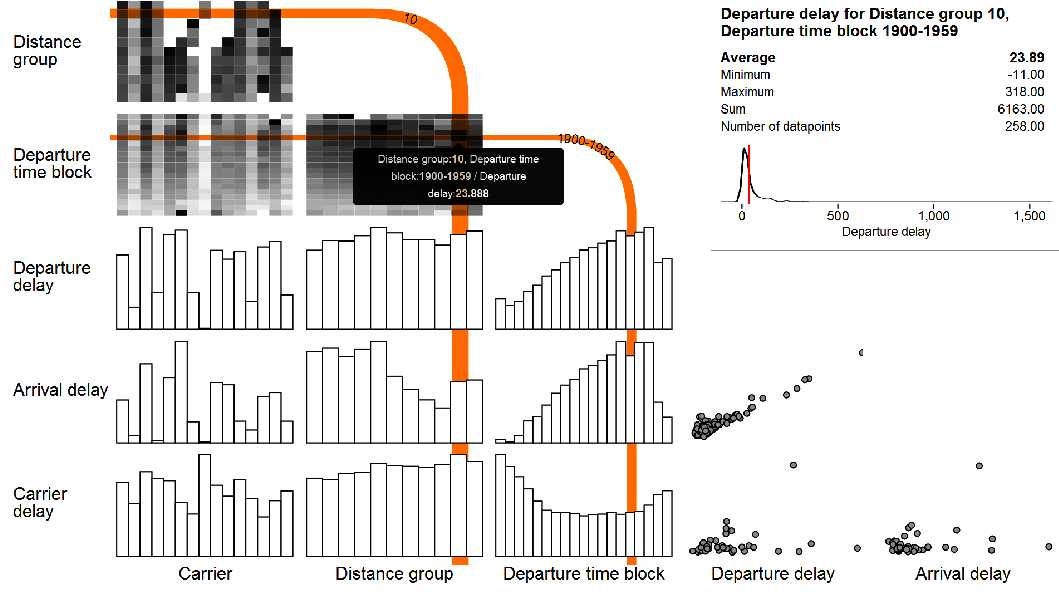 Departure delay for Distance group 10,
Departure time block 1900-1959
Average 23.89
Minimum -11.00
Maximum 318.00
Sum 6163.00
Number of datapoints 258.00
0 500 1,000 1,500
Departure delay
10
Distance
group
1900-1959
Departure
time block
Distance group:10, Departure time
block:1900-1959 / Departure
delay:23.888
Departure
delay
Arrival delay
Carrier
delay
Carrier Distance group Departure time block Departure delay Arrival delay